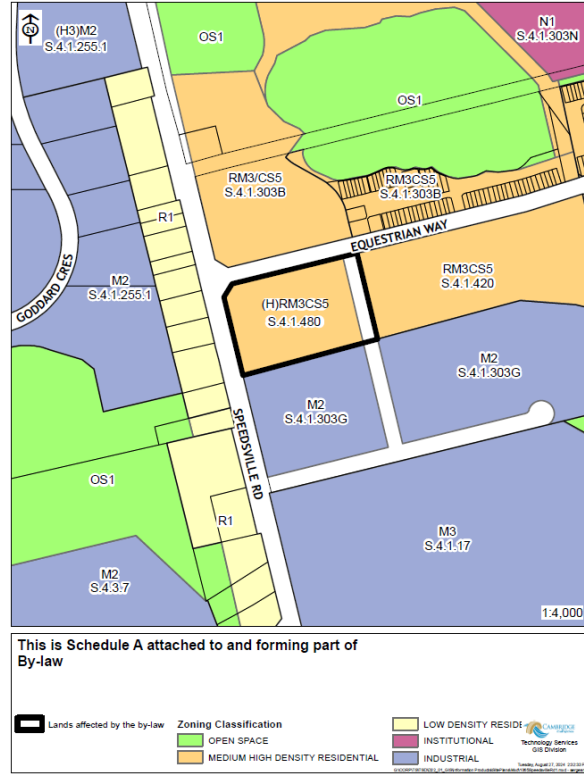 N
(H3)M2
S.4.1.255.1
OS1
N1
S.4.1.303N
OS1
RM3/CS5
S.4.1.303B
RM3CS5
S.4.1.303B
R1
EQUESTRIAN WAY
GODDARD CRES
M2
S.4.1.255.1
(H)RM3CS5
S.4.1.480
RM3CS5
S.4.1.420
M2
S.4.1.303G
M2
S.4.1.303G
SPEEDSVILLE RD
OS1
R1
M3
S.4.1.17
M2
S.4.3.7
1:4,000
This is Schedule A attached to and forming part of
By-law
Lands affected by the by-law
Zoning Classification
OPEN SPACE
MEDIUM HIGH DENSITY RESIDENTIAL
LOW DENSITY RESIDE
INSTITUTIONAL
INDUSTRIAL
CAMBRIDGE
Technology Services
GIS Division
Tuesday, August 27, 2024